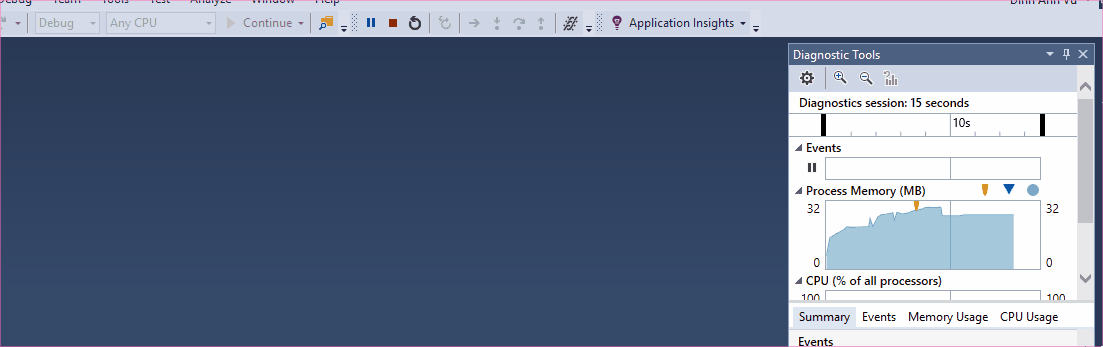 Debug Team Tools Test Window Help Dinh Anh Vu
Debug Any CPU Continue Application Insights
Diagnostic Tools
Diagnostics session: 15 seconds
10s
Events
Process Memory (MB)
32 32
0 0
CPU (% of all processors)
100 100
Summary Events Memory Usage CPU Usage
Events